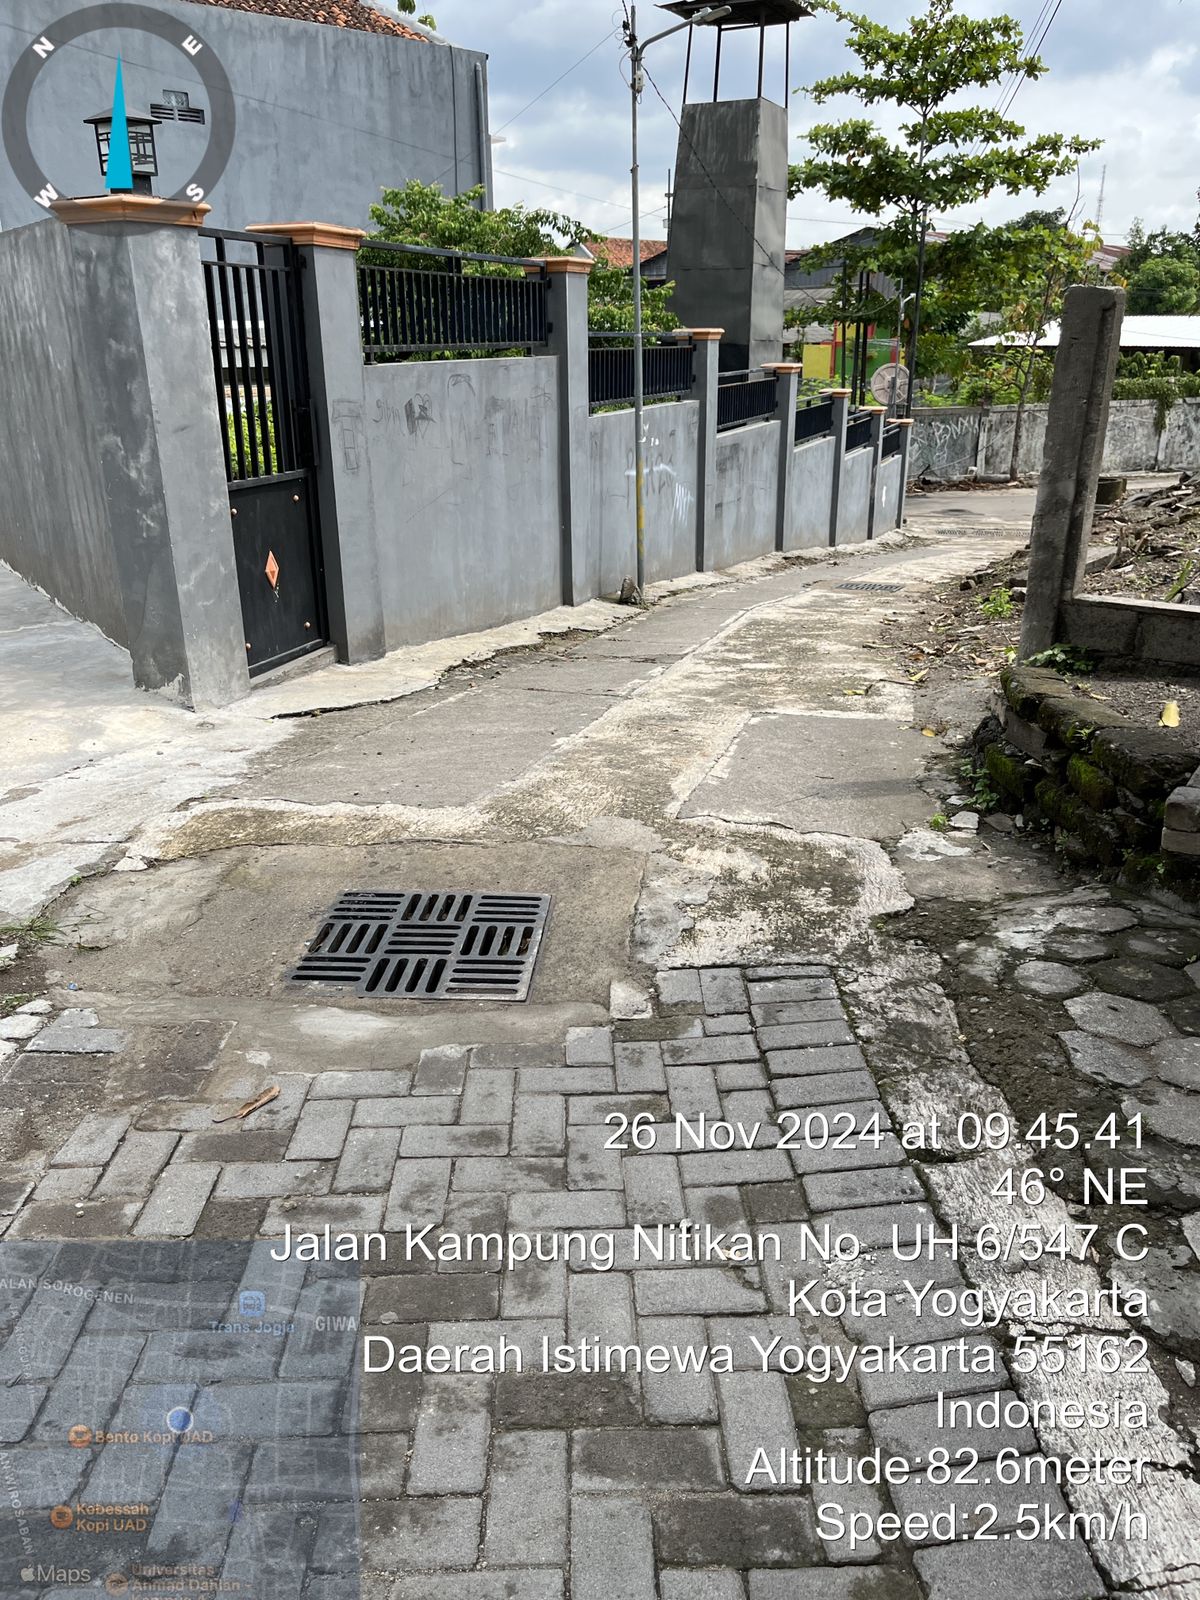 N
E
W
S
26 Nov 2024 at 09.45.41
46° NE
Jalan Kampung Nitikan No. UH 6/547 C
Kota Yogyakarta
Daerah Istimewa Yogyakarta 55162
Indonesia
Altitude:82.6meter
Speed:2.5km/h
ALAN SOROGENEN
Trans Jogja
GIWA
Bento Kopi UAD
Kobessah
Kopi UAD
Maps
Universitas
Ahmad Dahlan -